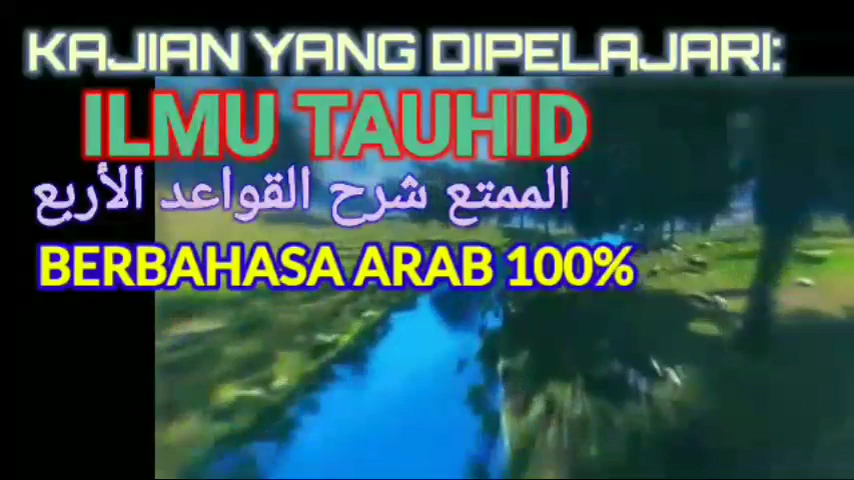 KAJIAN YANG DIPELAJARI:
ILMU TAUHID
الممتع شرح القواعد الأربع
BERBAHASA ARAB 100%